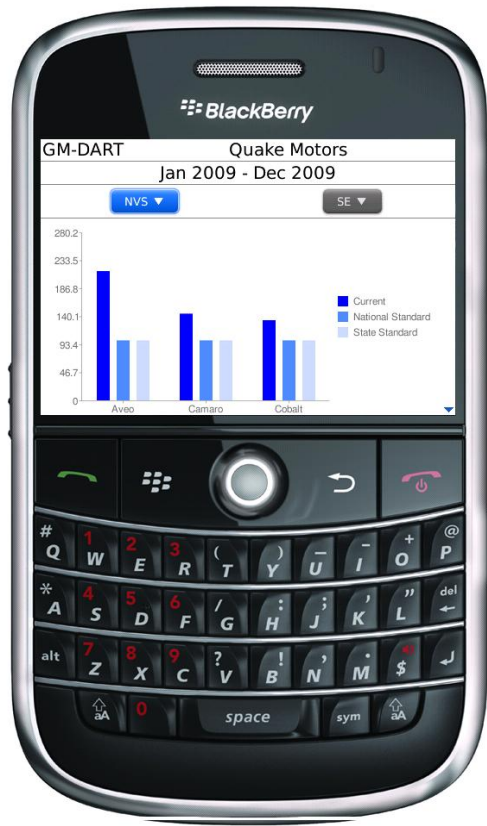 BlackBerry
GM-DART Quake Motors
Jan 2009 - Dec 2009
NVS ▼ SE ▼
280.2
233.5
186.8
140.1
93.4
46.7
0
Current
National Standard
State Standard
Aveo Camaro Cobalt
# Q 1 W 2 E 3 R ( T ) Y _ U - I + O @ P
* A 4 S 5 D 6 F / G : H ; J ' K " L del
alt 7 Z 8 X 9 C ? V ! B , N . M $
aA 0 space sym aA